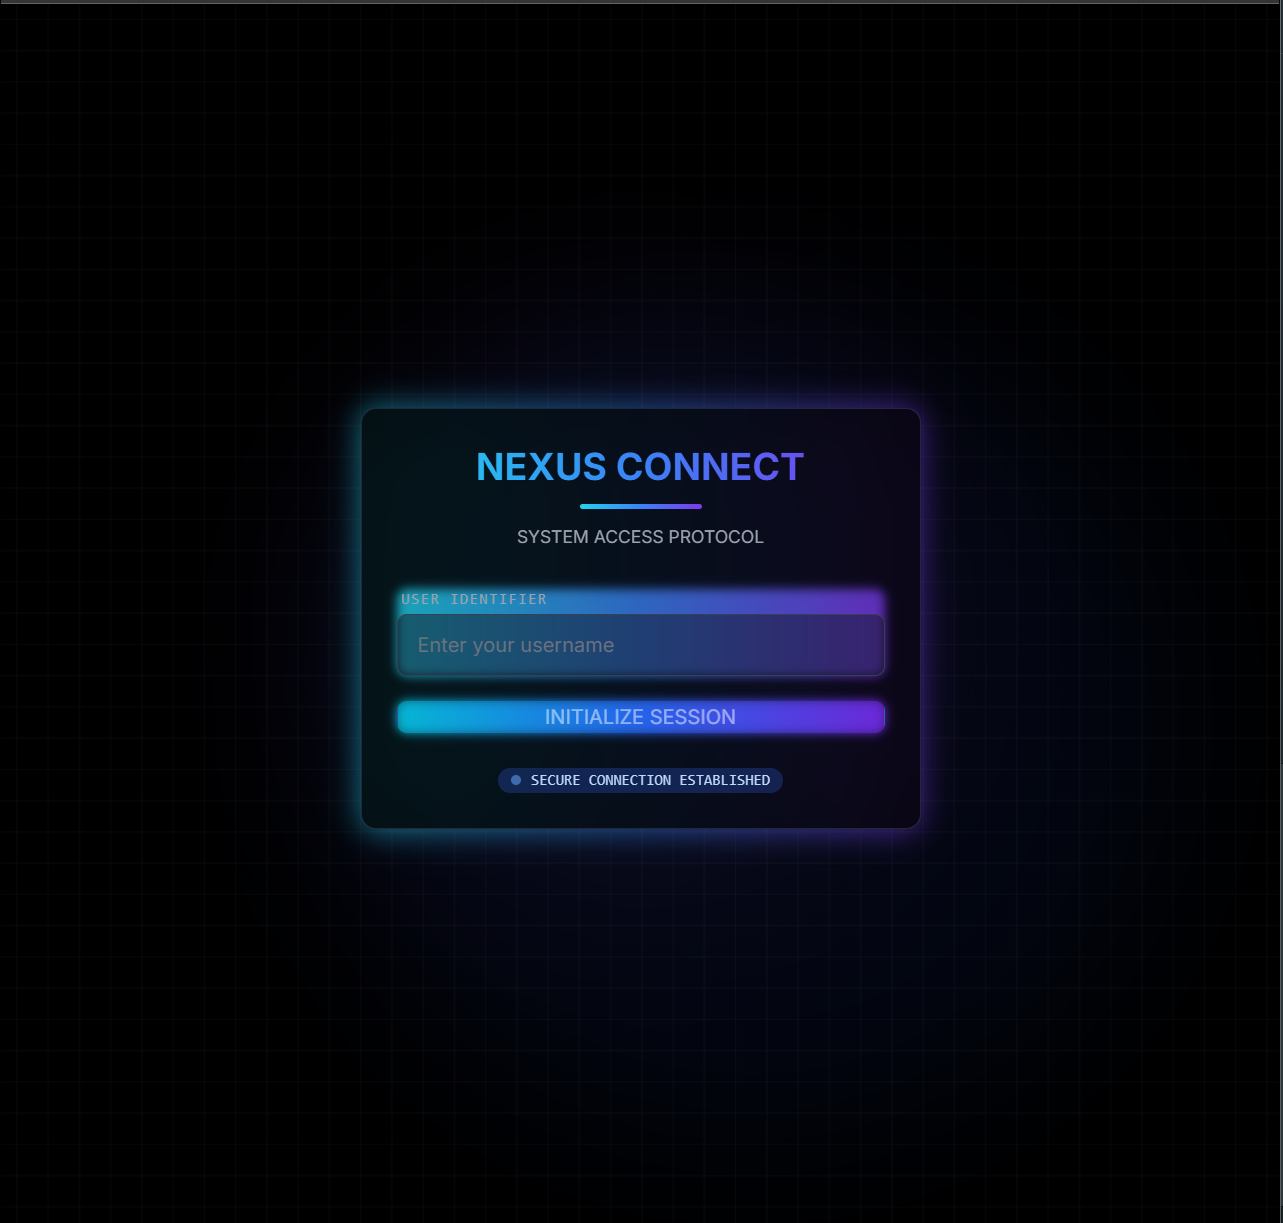 NEXUS CONNECT
SYSTEM ACCESS PROTOCOL
USER IDENTIFIER
Enter your username
INITIALIZE SESSION
SECURE CONNECTION ESTABLISHED